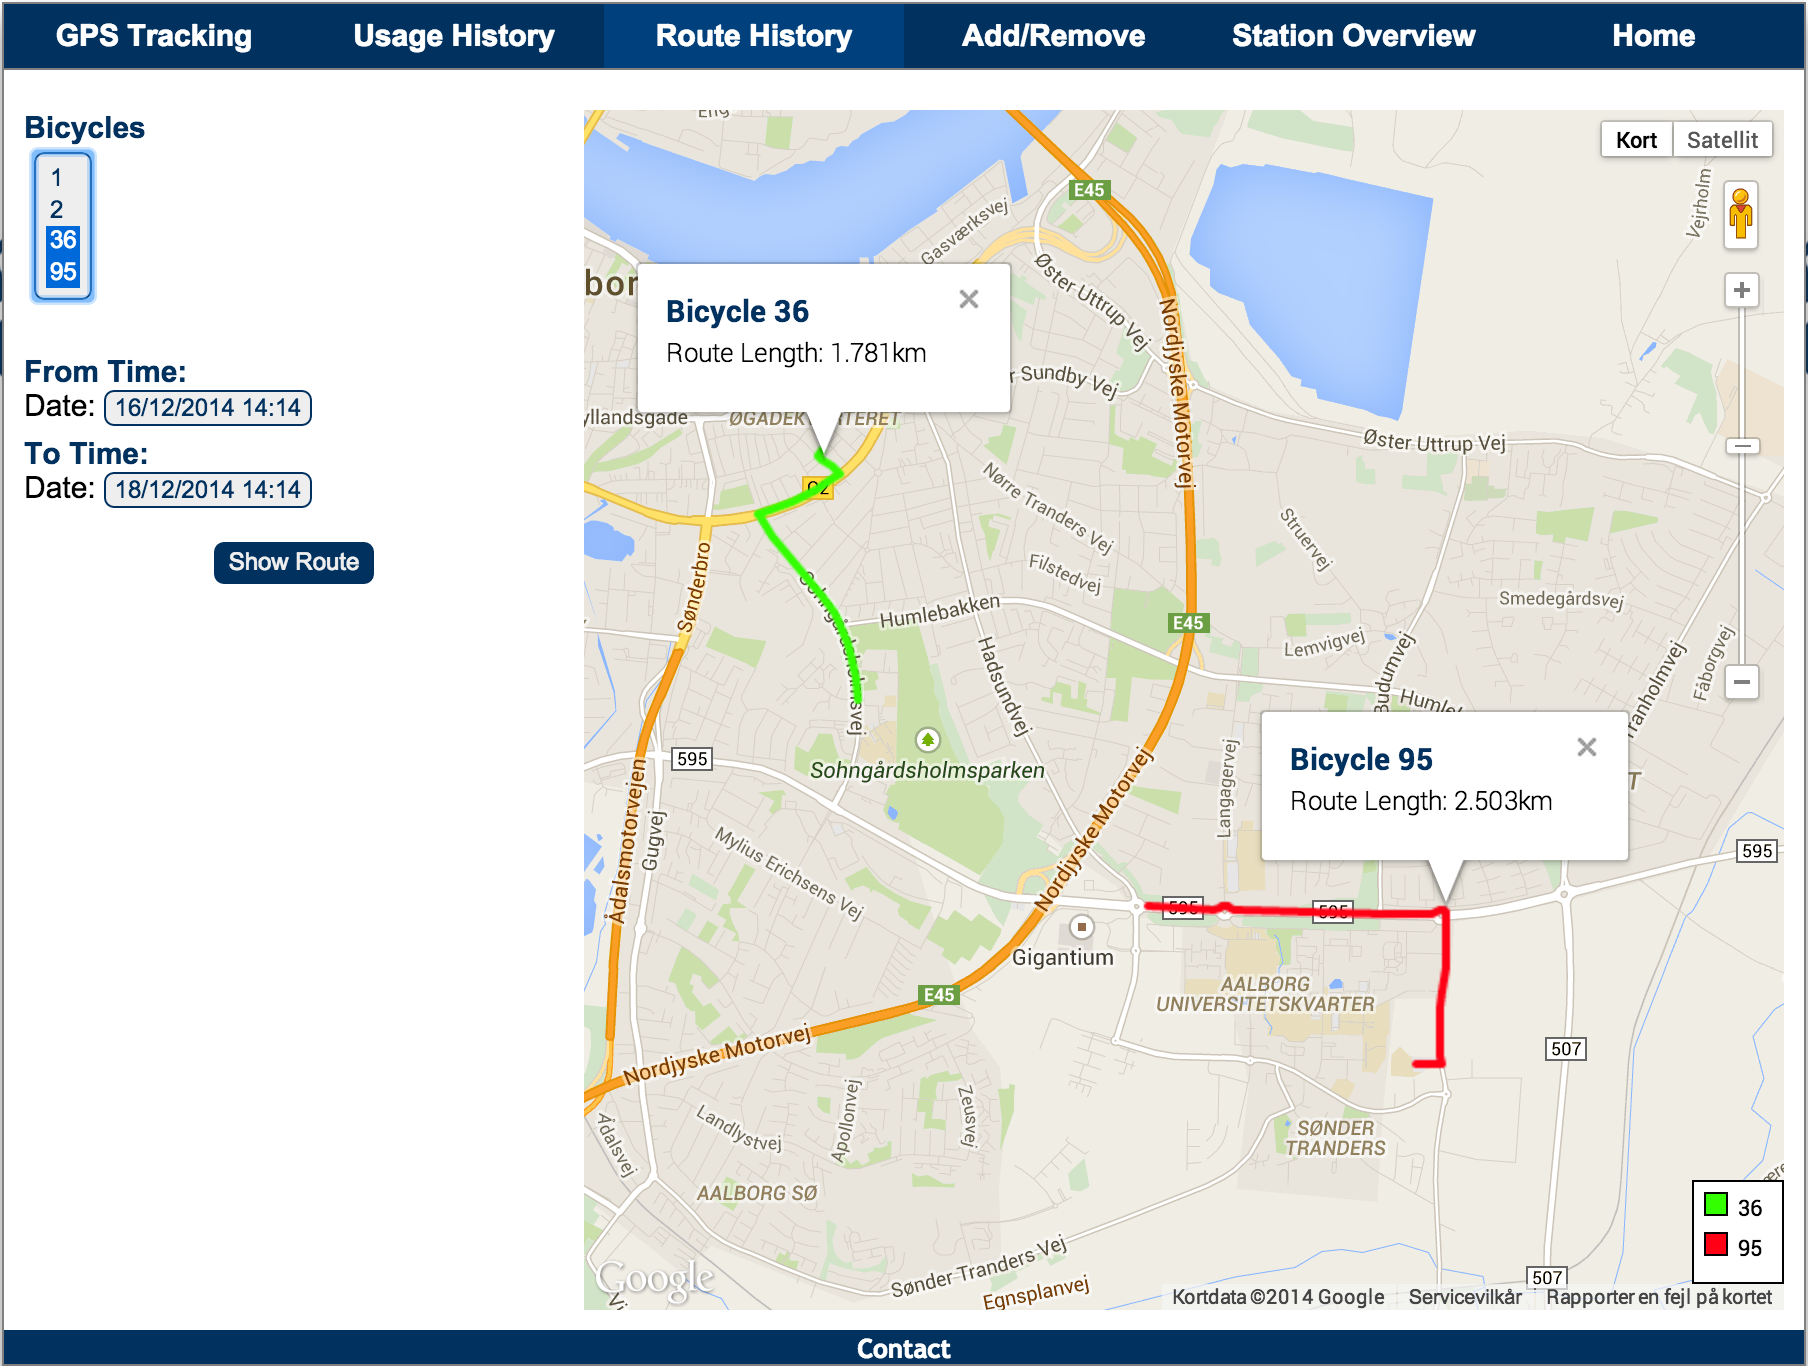 GPS Tracking Usage History Route History Add/Remove Station Overview Home
Bicycles
1
2
36
95
From Time:
Date: 16/12/2014 14:14
To Time:
Date: 18/12/2014 14:14
Show Route
Kort Satellit
Eng
E45
Vejrholm
Gasværksvej
Øster Uttrup Vej
Nordjyske Motorvej
Bicycle 36
Route Length: 1.781km
r Sundby Vej
yllandsgade
Øster Uttrup Vej
Nørre Tranders Vej
Struervej
Filstedvej
Sønderbro
Smedegårdsvej
Humlebakken
E45
Lemvigvej
Budumvej
Fåborgvej
Hadsundvej
Sohngårdsholmsvej
Sohngårdsholmsparken
595
Bicycle 95
Route Length: 2.503km
Langagervej
Nordjyske Motorvej
Ådalsmotorvejen
Gugvej
Mylius Erichsens Vej
595
595
595
Gigantium
AALBORG
UNIVERSITETSKVARTER
E45
Nordjyske Motorvej
507
Apollonvej
Zeusvej
Landlystvej
Ådalsvej
SØNDER
TRANDERS
AALBORG SØ
36
95
Sønder Tranders Vej
Egnsplanvej
507
Google
Kortdata ©2014 Google Servicevilkår Rapporter en fejl på kortet
Contact